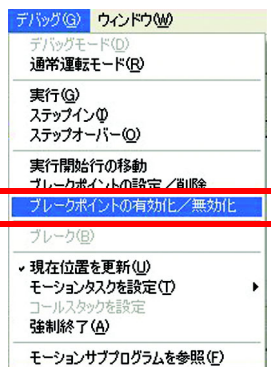 デバッグ(G) ウィンドウ(W)
デバッグモード(D)
通常運転モード(R)
実行(G)
ステップイン(I)
ステップオーバー(O)
実行開始行の移動
ブレークポイントの設定／削除
ブレークポイントの有効化／無効化
ブレーク(B)
現在位置を更新(U)
モーションタスクを設定(T)
コールスタックを設定
強制終了(A)
モーションサブプログラムを参照(F)